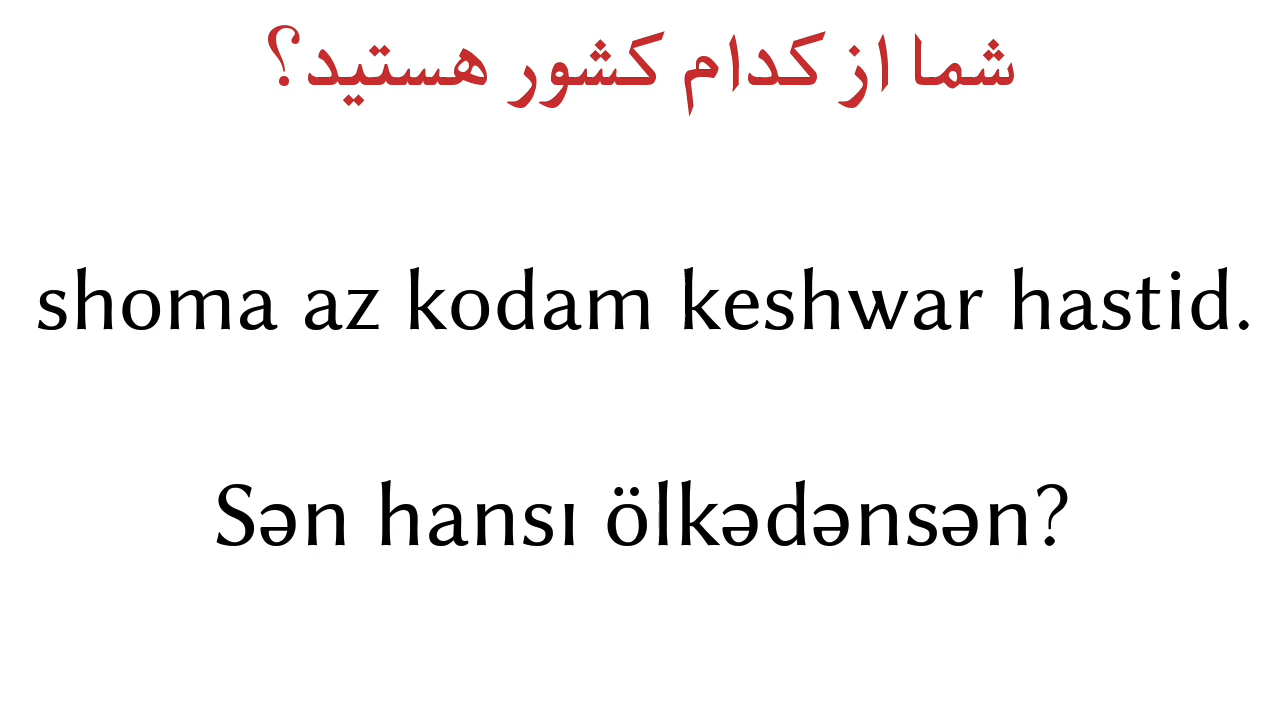 شما از کدام کشور هستید؟
shoma az kodam keshwar hastid.
Sən hansı ölkədənsən?